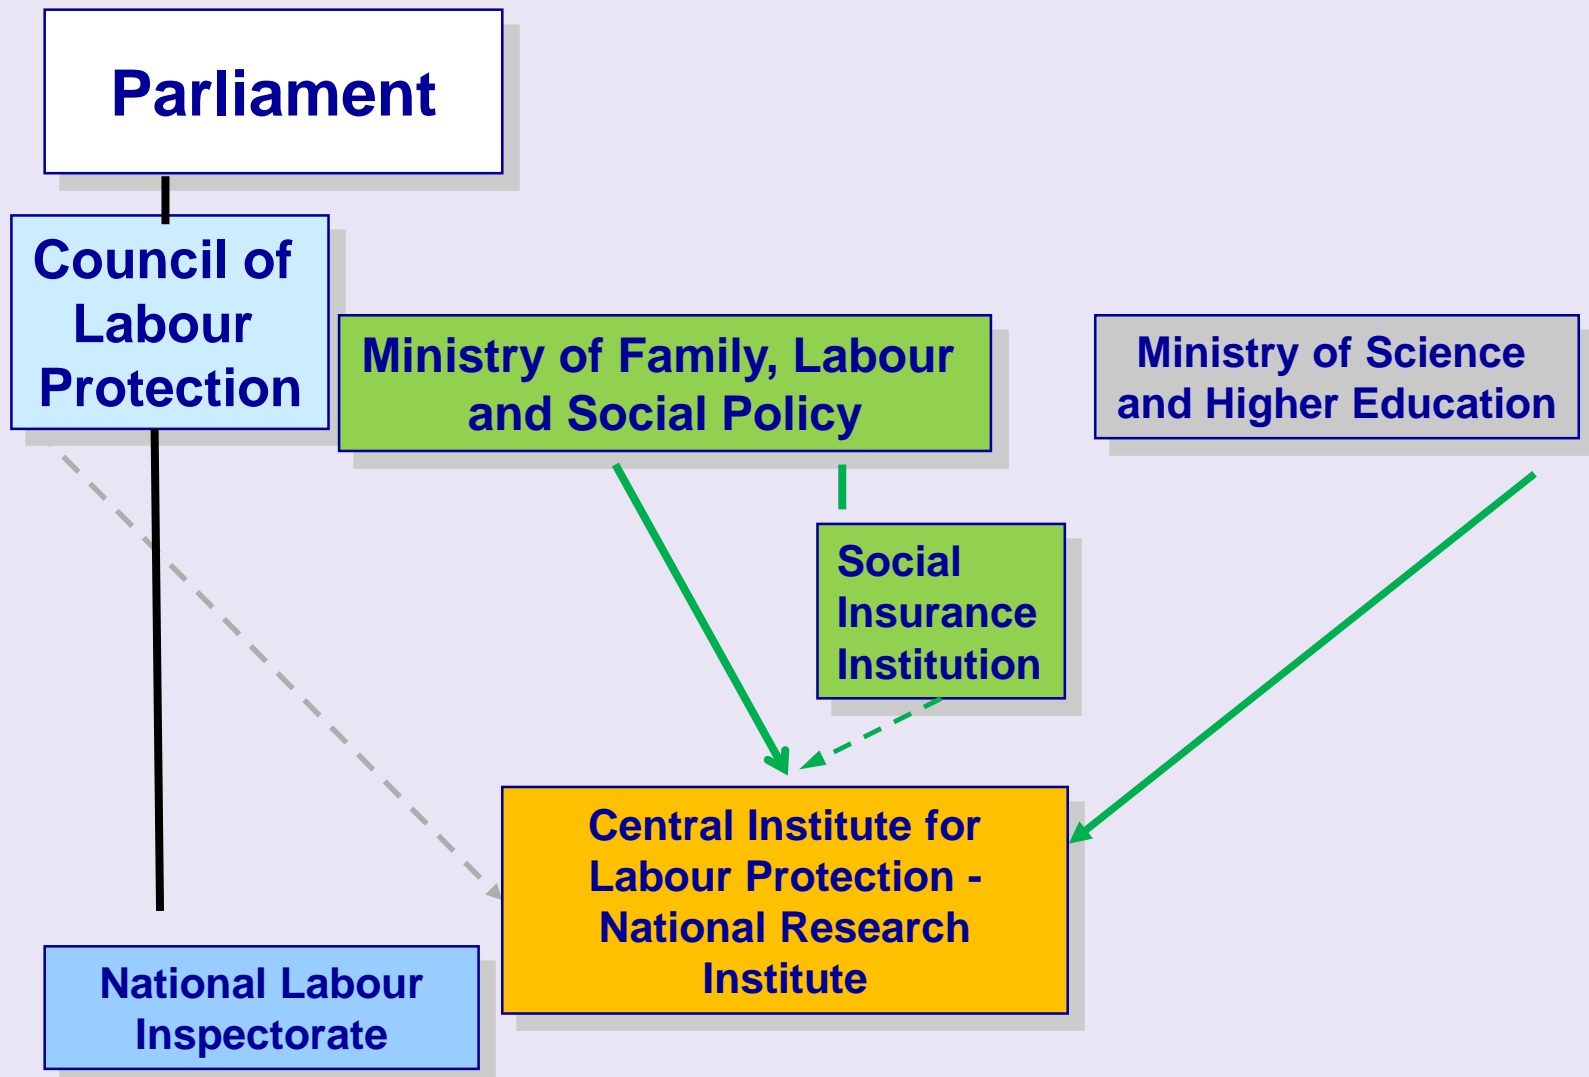 Parliament
Council of
Labour
Protection
Ministry of Family, Labour
and Social Policy
Ministry of Science
and Higher Education
Social
Insurance
Institution
Central Institute for
Labour Protection -
National Research
Institute
National Labour
Inspectorate